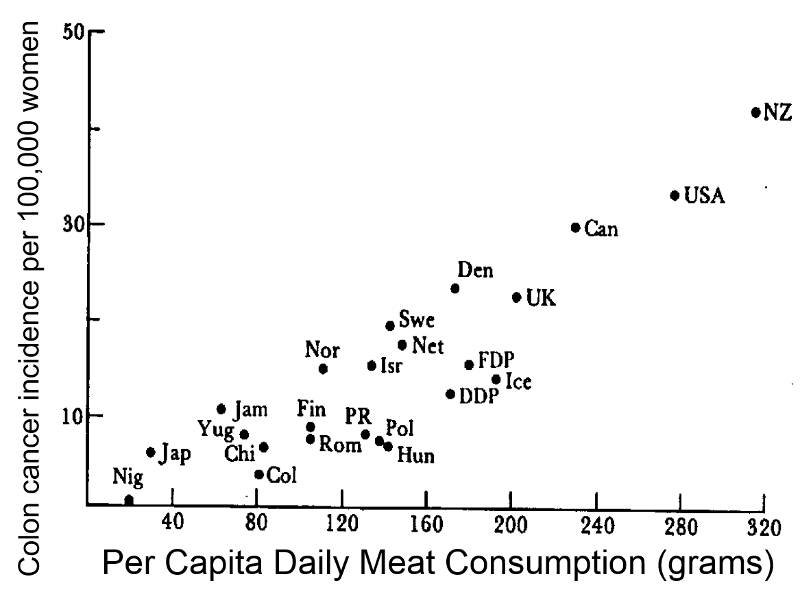 Colon cancer incidence per 100,000 women
50
30
10
NZ
USA
Can
Den
UK
Swe
Net
Nor
Isr
FDP
Ice
DDP
Jam
Fin
PR
Yug
Pol
Rom
Chi
Jap
Hun
Nig
Col
40 80 120 160 200 240 280 320
Per Capita Daily Meat Consumption (grams)